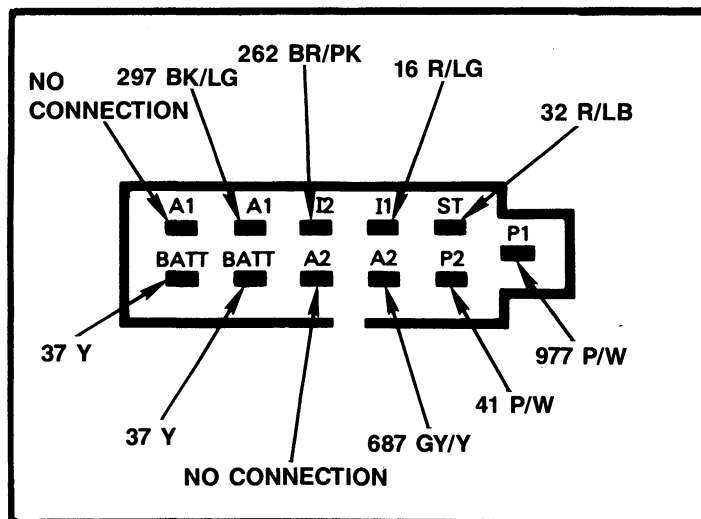 262 BR/PK
NO
CONNECTION
297 BK/LG
16 R/LG
32 R/LB
A1
A1
I2
I1
ST
P1
BATT
BATT
A2
A2
P2
37 Y
977 P/W
41 P/W
37 Y
687 GY/Y
NO CONNECTION